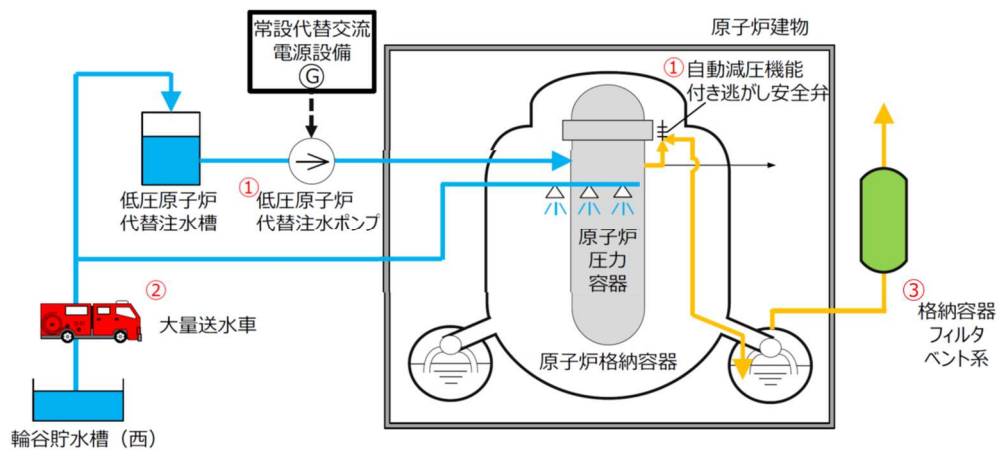 常設代替交流
電源設備
G
原子炉建物
①自動減圧機能
付き逃がし安全弁
低圧原子炉
代替注水槽
①低圧原子炉
代替注水ポンプ
原子炉
圧力
容器
②
大量送水車
③格納容器
フィルタ
ベント系
原子炉格納容器
輪谷貯水槽（西）